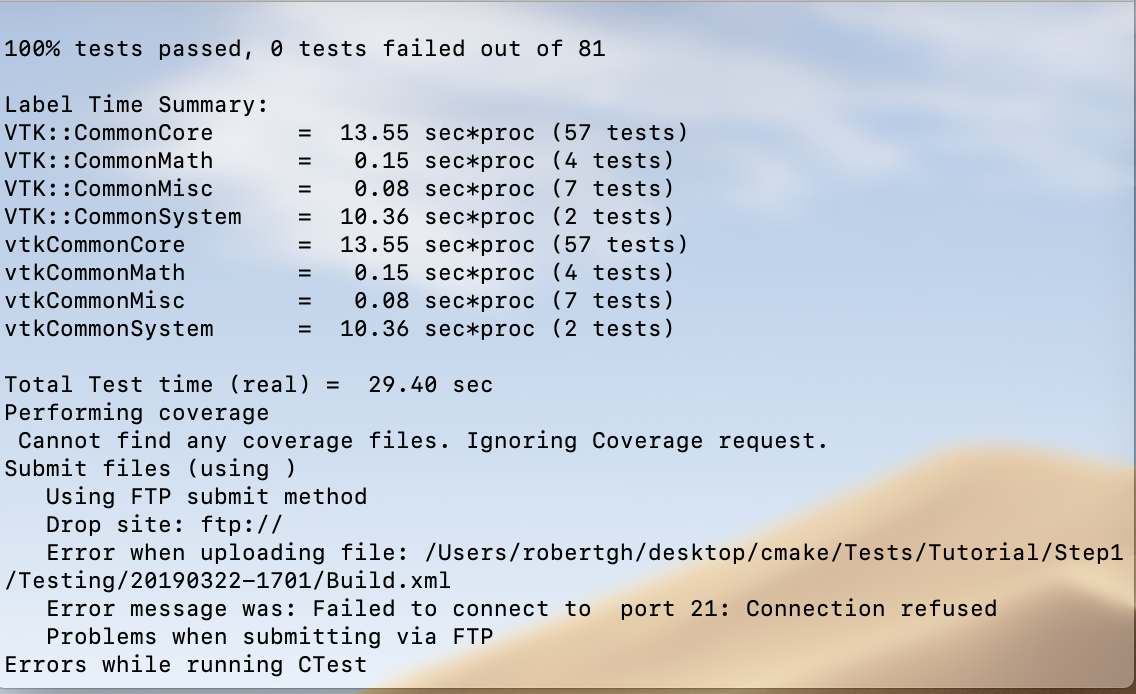 100% tests passed, 0 tests failed out of 81
Label Time Summary:
VTK::CommonCore      =  13.55 sec*proc (57 tests)
VTK::CommonMath      =   0.15 sec*proc (4 tests)
VTK::CommonMisc      =   0.08 sec*proc (7 tests)
VTK::CommonSystem    =  10.36 sec*proc (2 tests)
vtkCommonCore        =  13.55 sec*proc (57 tests)
vtkCommonMath        =   0.15 sec*proc (4 tests)
vtkCommonMisc        =   0.08 sec*proc (7 tests)
vtkCommonSystem      =  10.36 sec*proc (2 tests)
Total Test time (real) =  29.40 sec
Performing coverage
 Cannot find any coverage files. Ignoring Coverage request.
Submit files (using )
   Using FTP submit method
   Drop site: ftp://
   Error when uploading file: /Users/robertgh/desktop/cmake/Tests/Tutorial/Step1
/Testing/20190322-1701/Build.xml
   Error message was: Failed to connect to  port 21: Connection refused
   Problems when submitting via FTP
Errors while running CTest